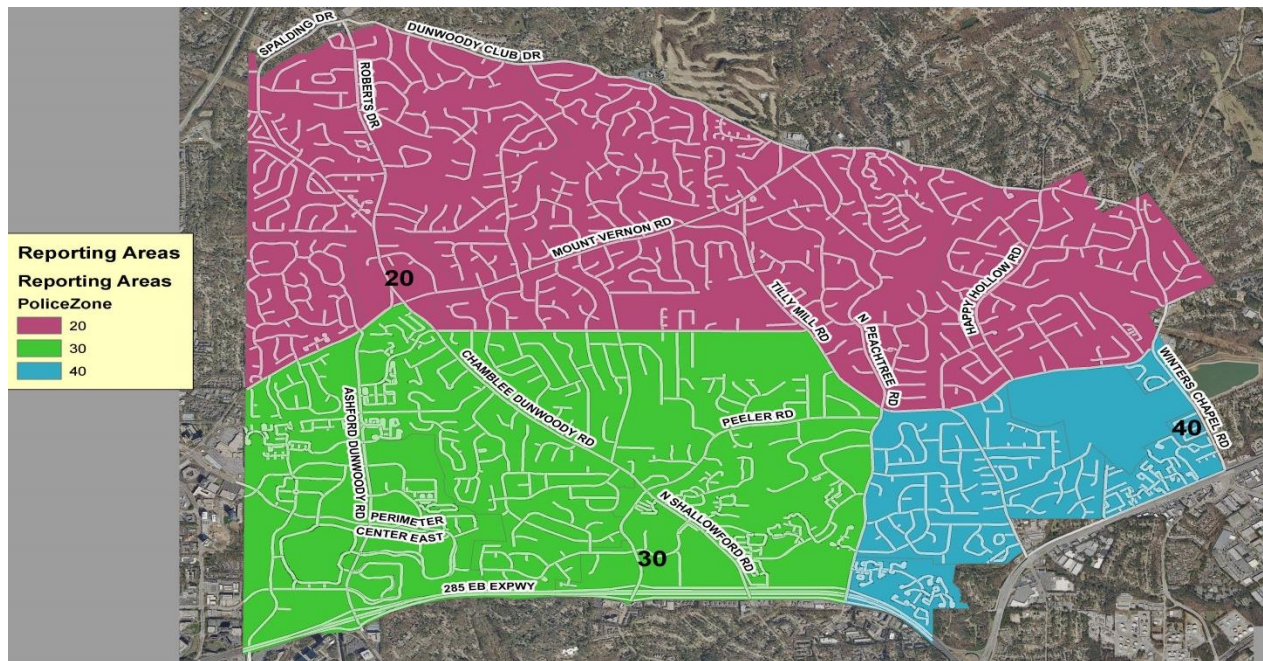 SPALDING DR
DUNWOODY CLUB DR
ROBERTS DR
MOUNT VERNON RD
Reporting Areas
Reporting Areas
PoliceZone
20
30
40
20
TILLY MILL RD
HAPPY HOLLOW RD
N PEACHTREE RD
CHAMBLEE DUNWOODY RD
ASHFORD DUNWOODY RD
WINTERS CHAPEL RD
PEELER RD
40
N SHALLOWFORD RD
PERIMETER
CENTER EAST
30
285 EB EXPWY